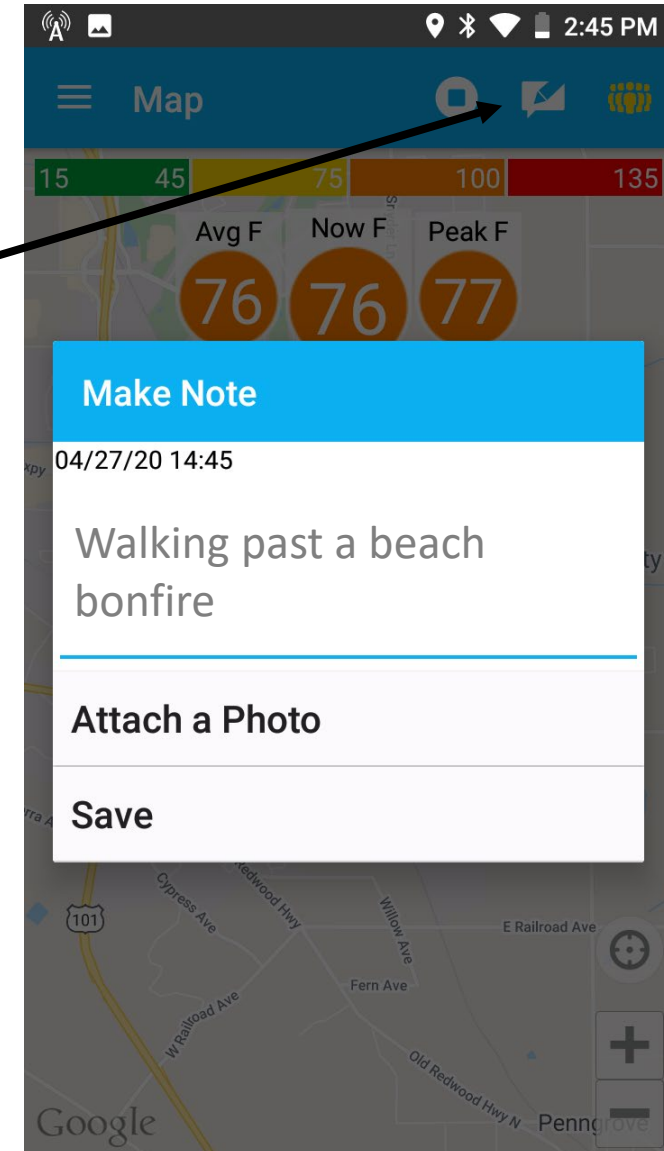 2:45 PM
Map
15 45 75 100 135
Avg F Now F Peak F
76 76 77
Make Note
04/27/20 14:45
Walking past a beach
bonfire
Attach a Photo
Save
101
Cypress Ave
Redwood Hwy
Willow Ave
E Railroad Ave
Fern Ave
W Railroad Ave
Old Redwood Hwy N
Google